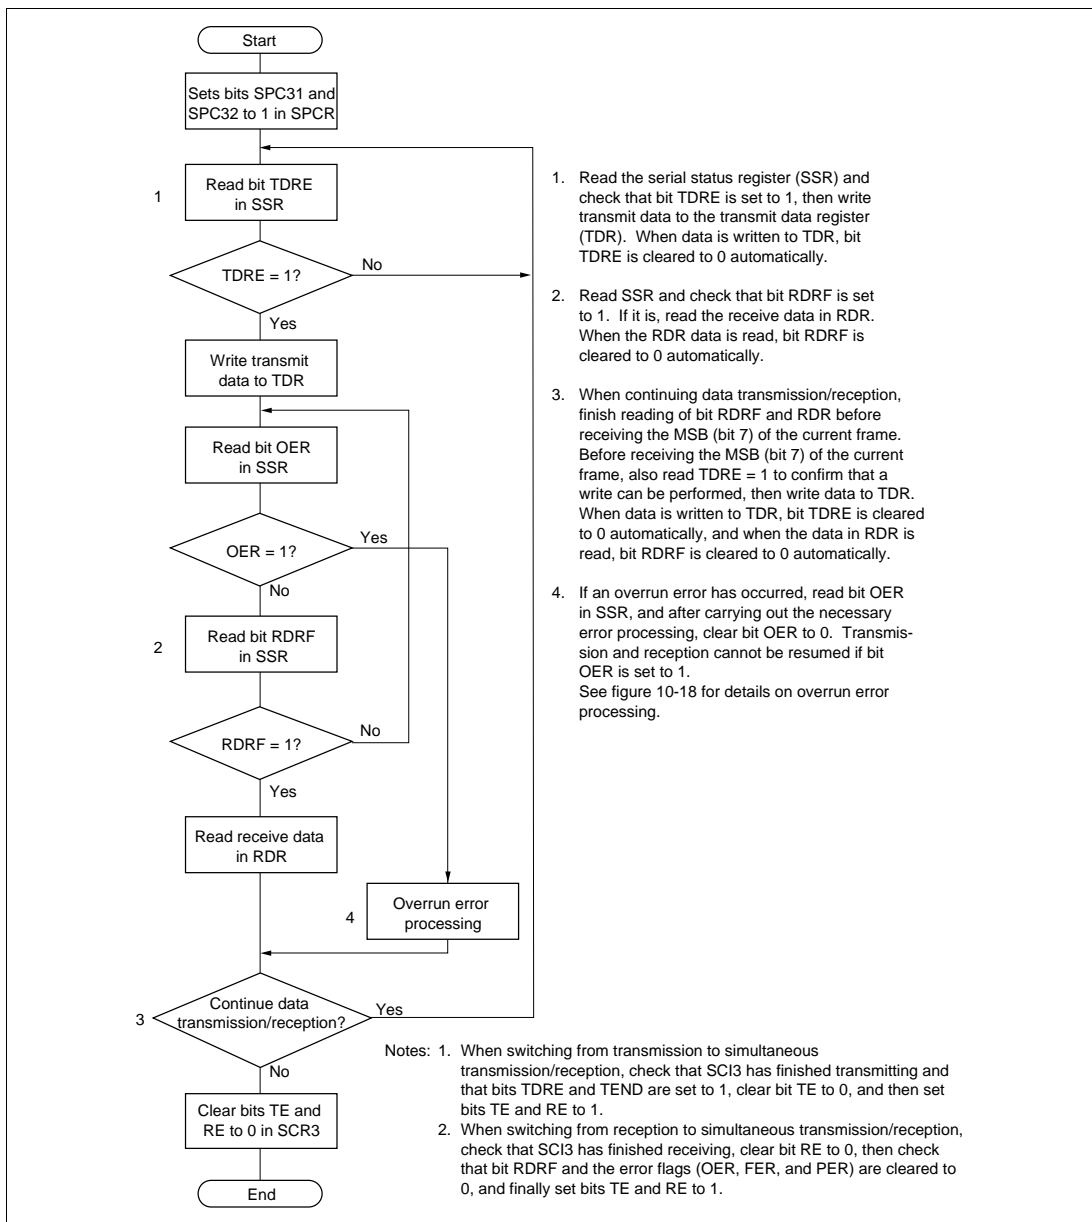 Start
Sets bits SPC31 and
SPC32 to 1 in SPCR
1
Read bit TDRE
in SSR
TDRE = 1?
No
Yes
Write transmit
data to TDR
Read bit OER
in SSR
OER = 1?
Yes
No
2
Read bit RDRF
in SSR
RDRF = 1?
No
Yes
Read receive data
in RDR
4
Overrun error
processing
3
Continue data
transmission/reception?
Yes
No
Clear bits TE and
RE to 0 in SCR3
End
1. Read the serial status register (SSR) and
check that bit TDRE is set to 1, then write
transmit data to the transmit data register
(TDR). When data is written to TDR, bit
TDRE is cleared to 0 automatically.
2. Read SSR and check that bit RDRF is set
to 1. If it is, read the receive data in RDR.
When the RDR data is read, bit RDRF is
cleared to 0 automatically.
3. When continuing data transmission/reception,
finish reading of bit RDRF and RDR before
receiving the MSB (bit 7) of the current frame.
Before receiving the MSB (bit 7) of the current
frame, also read TDRE = 1 to confirm that a
write can be performed, then write data to TDR.
When data is written to TDR, bit TDRE is cleared
to 0 automatically, and when the data in RDR is
read, bit RDRF is cleared to 0 automatically.
4. If an overrun error has occurred, read bit OER
in SSR, and after carrying out the necessary
error processing, clear bit OER to 0. Transmis-
sion and reception cannot be resumed if bit
OER is set to 1.
See figure 10-18 for details on overrun error
processing.
Notes: 1. When switching from transmission to simultaneous
transmission/reception, check that SCI3 has finished transmitting and
that bits TDRE and TEND are set to 1, clear bit TE to 0, and then set
bits TE and RE to 1.
2. When switching from reception to simultaneous transmission/reception,
check that SCI3 has finished receiving, clear bit RE to 0, then check
that bit RDRF and the error flags (OER, FER, and PER) are cleared to
0, and finally set bits TE and RE to 1.